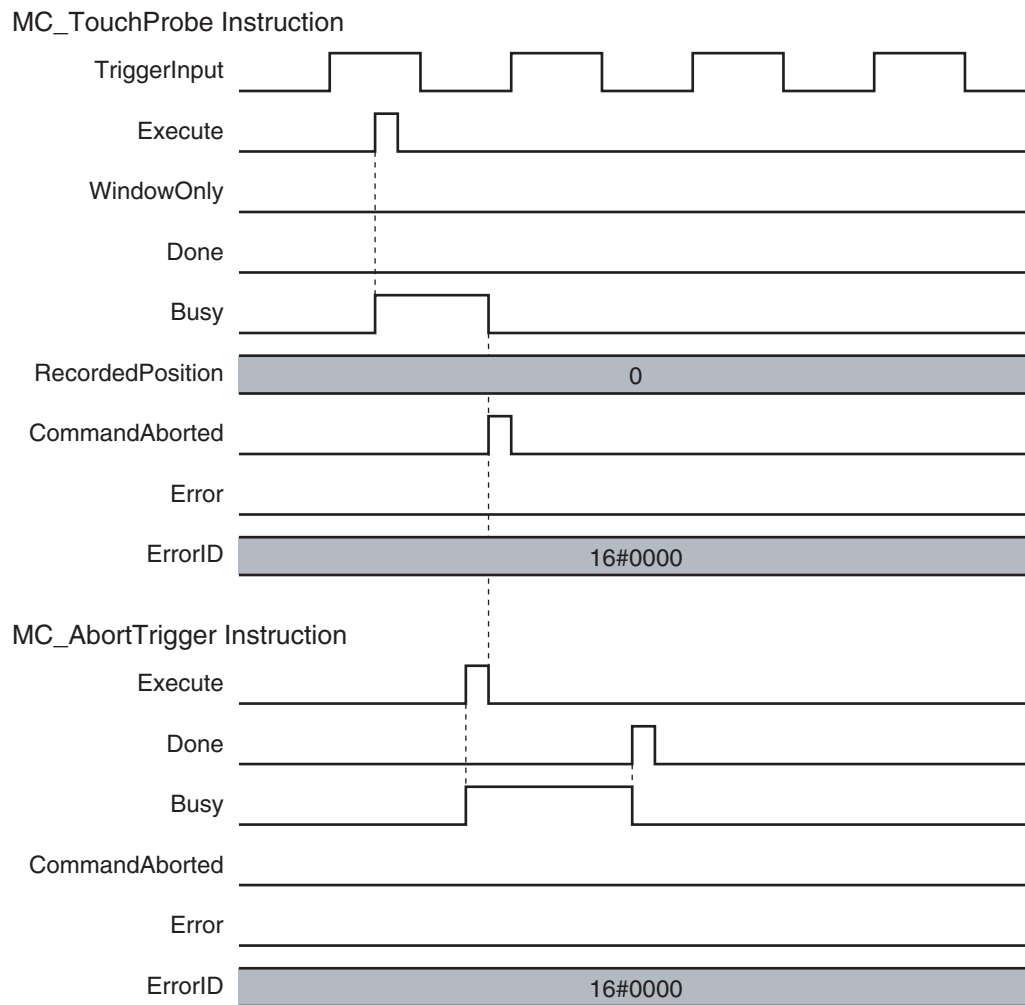 MC_TouchProbe Instruction
TriggerInput
Execute
WindowOnly
Done
Busy
RecordedPosition 0
CommandAborted
Error
ErrorID 16#0000
MC_AbortTrigger Instruction
Execute
Done
Busy
CommandAborted
Error
ErrorID 16#0000